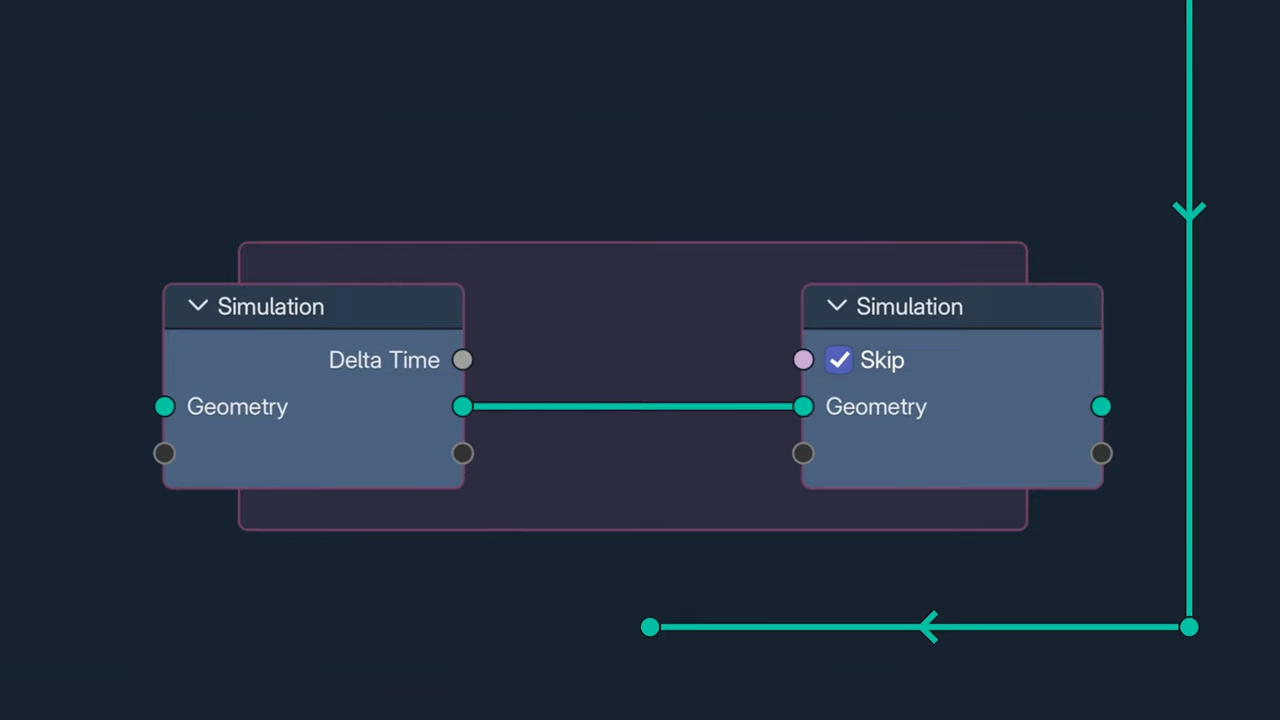 Simulation
Delta Time
Geometry
Simulation
Skip
Geometry